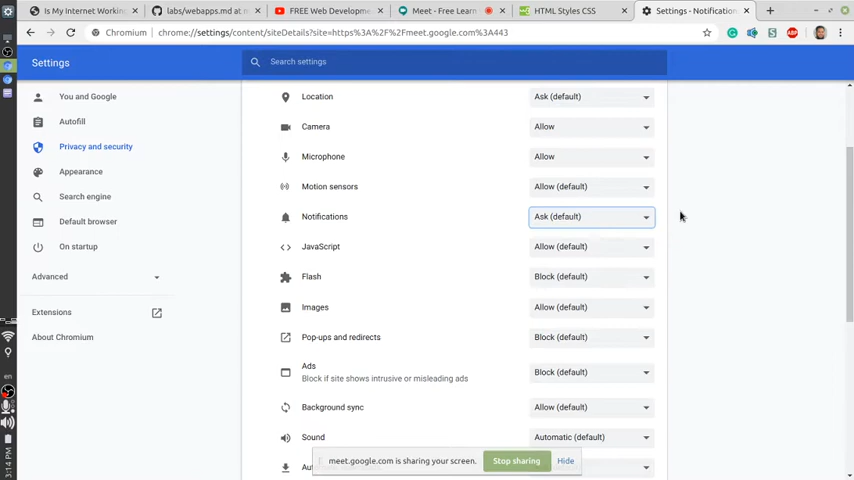 Is My Internet Working
labs/webapps.md at m
FREE Web Developme
Meet - Free Learn
HTML Styles CSS
Settings - Notification
Chromium
chrome://settings/content/siteDetails?site=https%3A%2F%2Fmeet.google.com%3A443
Settings
Search settings
You and Google
Autofill
Privacy and security
Appearance
Search engine
Default browser
On startup
Advanced
Extensions
About Chromium
Location Ask (default)
Camera Allow
Microphone Allow
Motion sensors Allow (default)
Notifications Ask (default)
JavaScript Allow (default)
Flash Block (default)
Images Allow (default)
Pop-ups and redirects Block (default)
Ads Block (default)
Block if site shows intrusive or misleading ads
Background sync Allow (default)
Sound Automatic (default)
meet.google.com is sharing your screen. Stop sharing Hide
en
3:14 PM
ABP